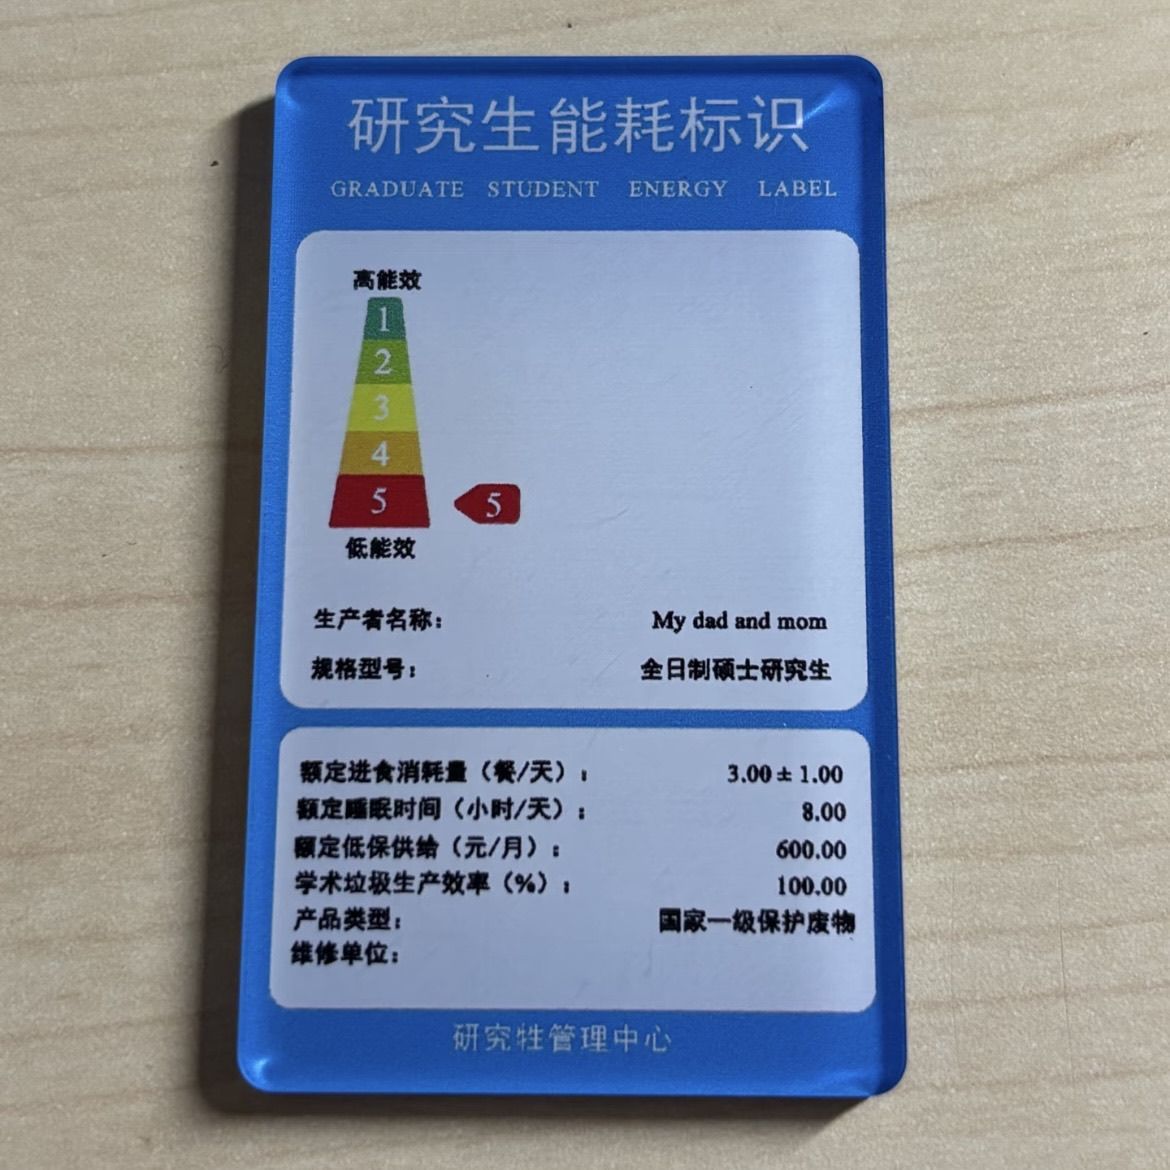 研究生能耗标识
GRADUATE STUDENT ENERGY LABEL
高能效
1
2
3
4
5 5
低能效
生产者名称： My dad and mom
规格型号： 全日制硕士研究生
额定进食消耗量（餐/天）： 3.00±1.00
额定睡眠时间（小时/天）： 8.00
额定低保供给（元/月）： 600.00
学术垃圾生产效率（%）： 100.00
产品类型： 国家一级保护废物
维修单位：
研究牲管理中心